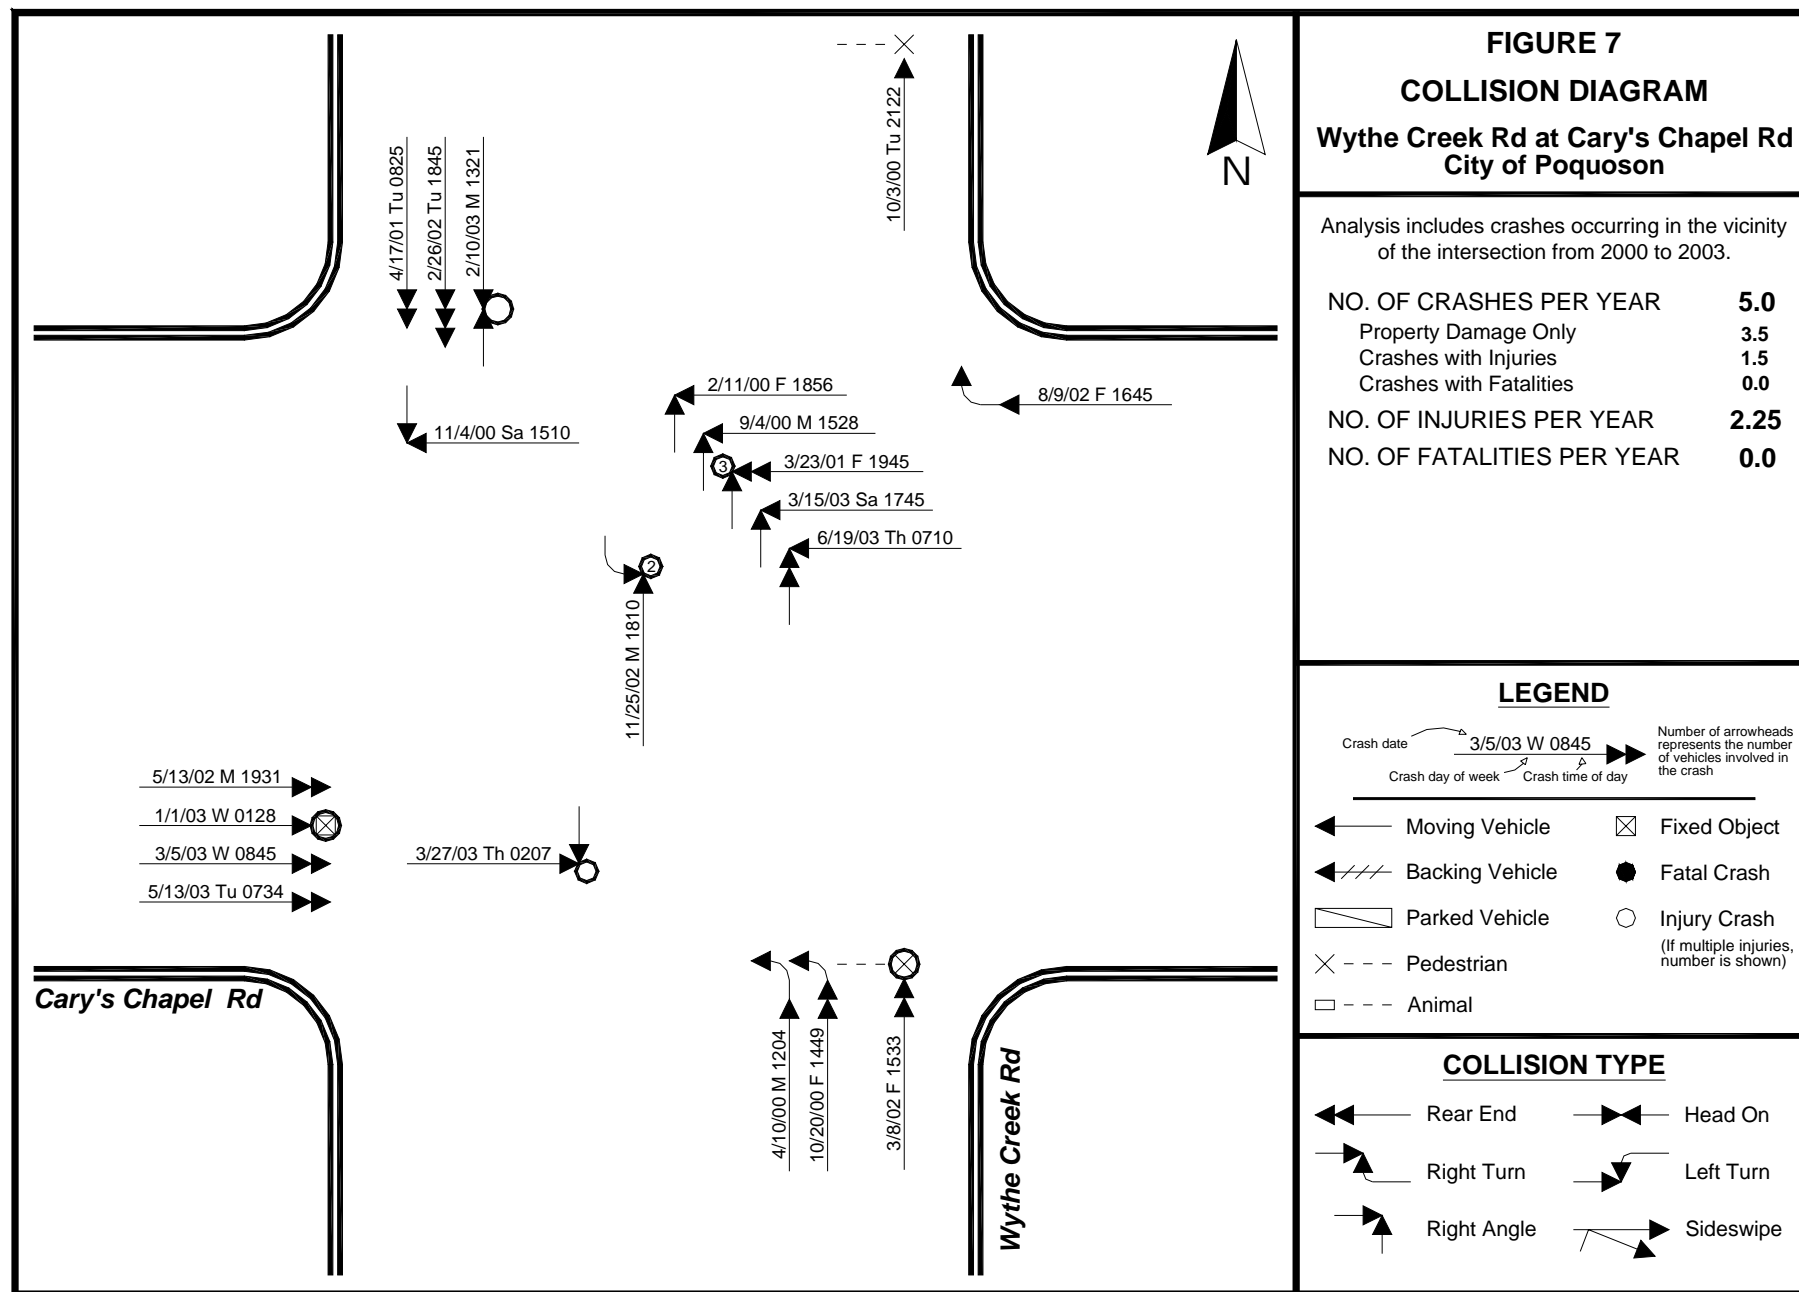 FIGURE 7
COLLISION DIAGRAM
Wythe Creek Rd at Cary's Chapel Rd
City of Poquoson
Analysis includes crashes occurring in the vicinity
of the intersection from 2000 to 2003.
NO. OF CRASHES PER YEAR 5.0
Property Damage Only 3.5
Crashes with Injuries 1.5
Crashes with Fatalities 0.0
NO. OF INJURIES PER YEAR 2.25
NO. OF FATALITIES PER YEAR 0.0
LEGEND
Crash date
3/5/03 W 0845
Crash day of week
Crash time of day
Number of arrowheads
represents the number
of vehicles involved in
the crash
Moving Vehicle
Fixed Object
Backing Vehicle
Fatal Crash
Parked Vehicle
Injury Crash
(If multiple injuries,
number is shown)
Pedestrian
Animal
COLLISION TYPE
Rear End
Head On
Right Turn
Left Turn
Right Angle
Sideswipe
N
10/3/00 Tu 2122
4/17/01 Tu 0825
2/26/02 Tu 1845
2/10/03 M 1321
11/4/00 Sa 1510
2/11/00 F 1856
9/4/00 M 1528
3
3/23/01 F 1945
3/15/03 Sa 1745
6/19/03 Th 0710
8/9/02 F 1645
2
11/25/02 M 1810
5/13/02 M 1931
1/1/03 W 0128
3/5/03 W 0845
5/13/03 Tu 0734
3/27/03 Th 0207
4/10/00 M 1204
10/20/00 F 1449
3/8/02 F 1533
Cary's Chapel Rd
Wythe Creek Rd